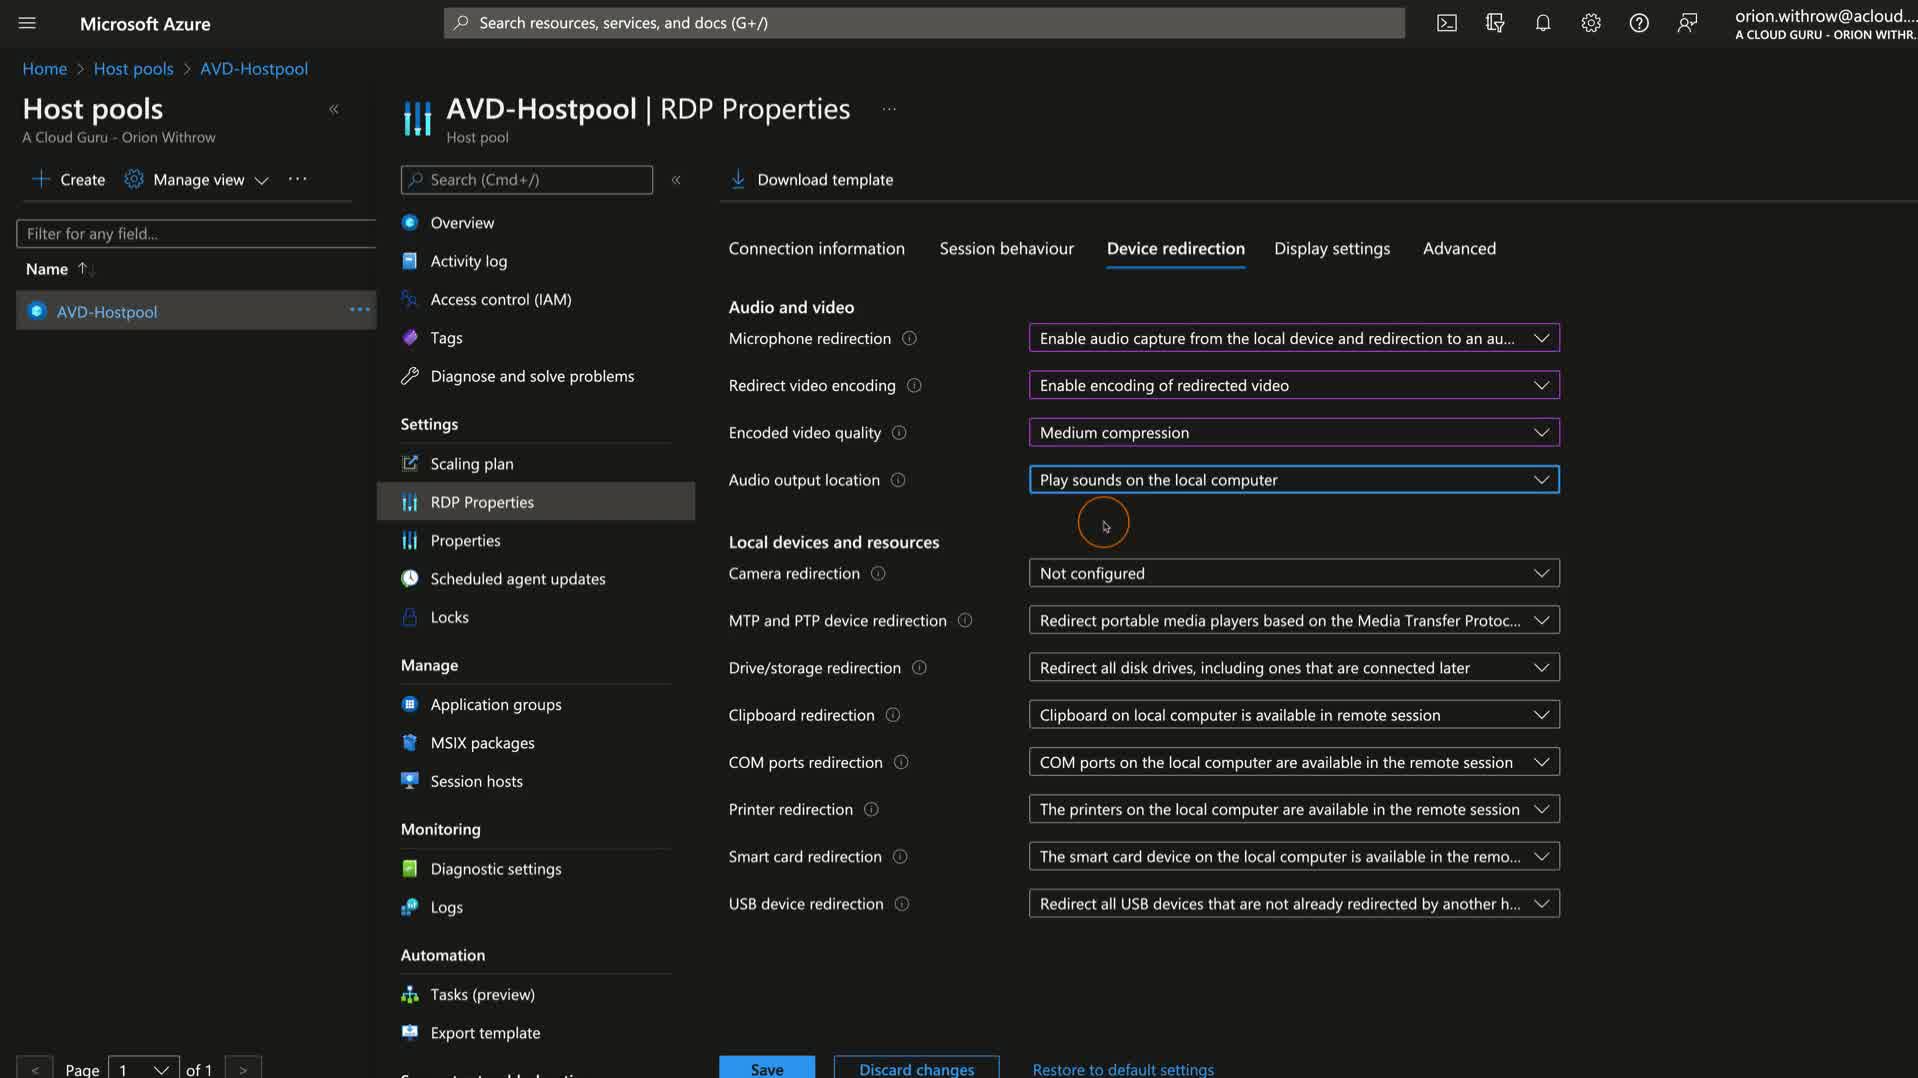 Microsoft Azure
Search resources, services, and docs (G+/)
orion.withrow@acloud....
A CLOUD GURU - ORION WITHR.
Home > Host pools > AVD-Hostpool
Host pools
A Cloud Guru - Orion Withrow
Create
Manage view
Filter for any field...
Name
AVD-Hostpool
< Page 1 of 1 >
AVD-Hostpool | RDP Properties
Host pool
Search (Cmd+/)
Overview
Activity log
Access control (IAM)
Tags
Diagnose and solve problems
Settings
Scaling plan
RDP Properties
Properties
Scheduled agent updates
Locks
Manage
Application groups
MSIX packages
Session hosts
Monitoring
Diagnostic settings
Logs
Automation
Tasks (preview)
Export template
Download template
Connection information
Session behaviour
Device redirection
Display settings
Advanced
Audio and video
Microphone redirection
Enable audio capture from the local device and redirection to an au...
Redirect video encoding
Enable encoding of redirected video
Encoded video quality
Medium compression
Audio output location
Play sounds on the local computer
Local devices and resources
Camera redirection
Not configured
MTP and PTP device redirection
Redirect portable media players based on the Media Transfer Protoc...
Drive/storage redirection
Redirect all disk drives, including ones that are connected later
Clipboard redirection
Clipboard on local computer is available in remote session
COM ports redirection
COM ports on the local computer are available in the remote session
Printer redirection
The printers on the local computer are available in the remote session
Smart card redirection
The smart card device on the local computer is available in the remo...
USB device redirection
Redirect all USB devices that are not already redirected by another h...
Save
Discard changes
Restore to default settings